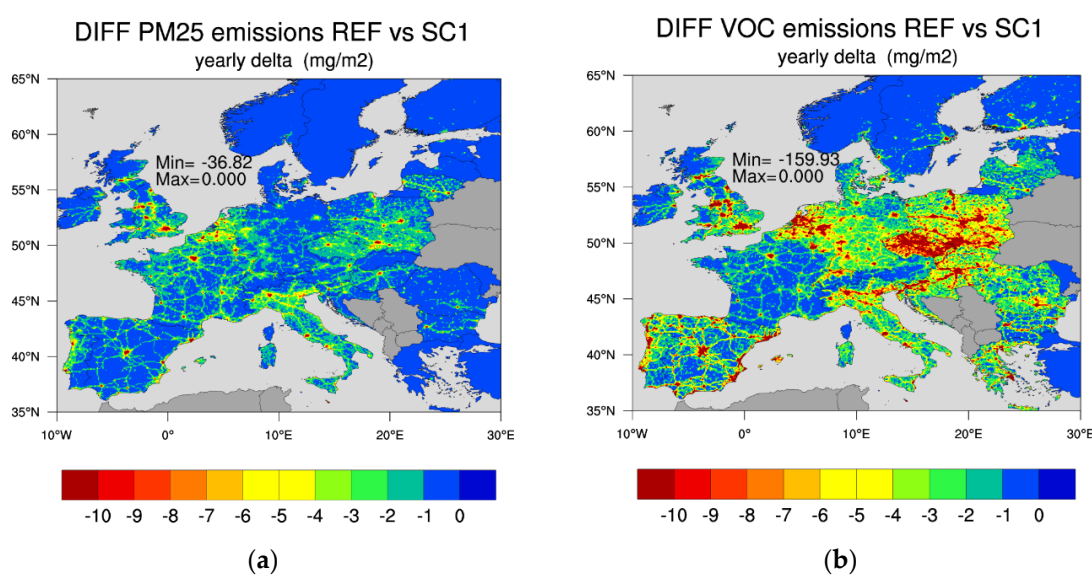 DIFF PM25 emissions REF vs SC1
yearly delta (mg/m2)
65°N
60°N
55°N
50°N
45°N
40°N
35°N
Min= -36.82
Max=0.000
10°W 0° 10°E 20°E 30°E
-10 -9 -8 -7 -6 -5 -4 -3 -2 -1 0
(a)
DIFF VOC emissions REF vs SC1
yearly delta (mg/m2)
65°N
60°N
55°N
50°N
45°N
40°N
35°N
Min= -159.93
Max=0.000
10°W 0° 10°E 20°E 30°E
-10 -9 -8 -7 -6 -5 -4 -3 -2 -1 0
(b)